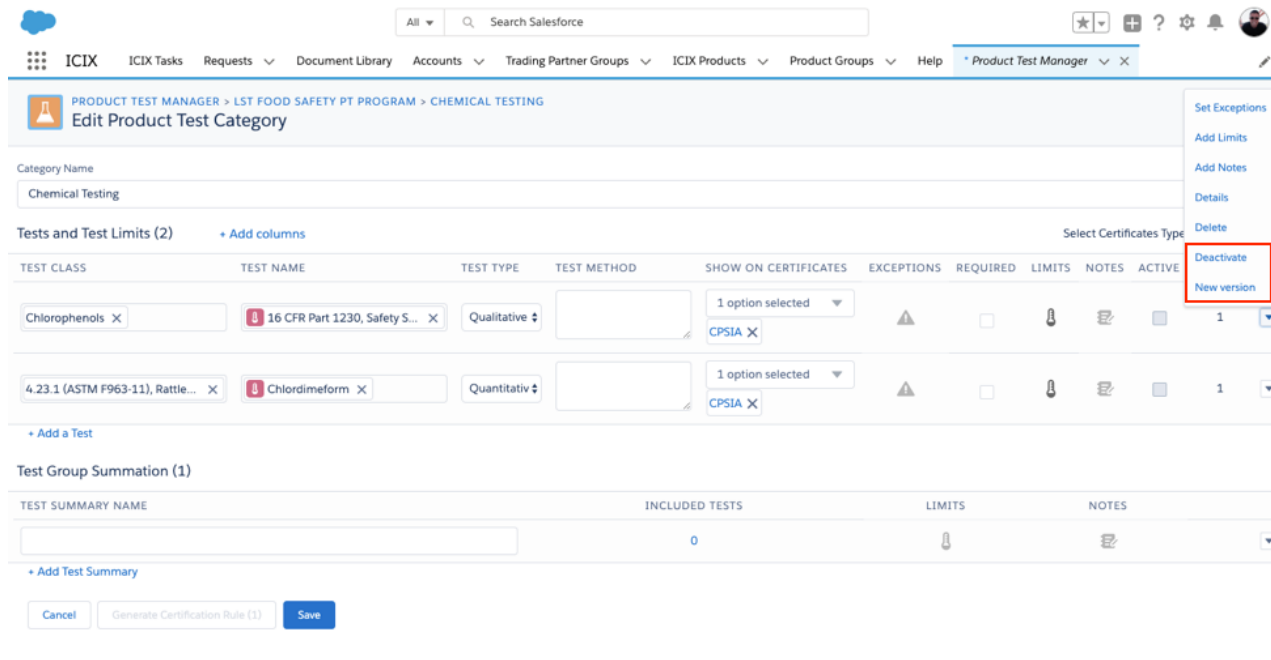 All
Search Salesforce
ICIX
ICIX Tasks
Requests
Document Library
Accounts
Trading Partner Groups
ICIX Products
Product Groups
Help
* Product Test Manager
PRODUCT TEST MANAGER > LST FOOD SAFETY PT PROGRAM > CHEMICAL TESTING
Edit Product Test Category
Set Exceptions
Add Limits
Add Notes
Details
Delete
Deactivate
New version
Category Name
Chemical Testing
Tests and Test Limits (2)
+ Add columns
Select Certificates Type
TEST CLASS TEST NAME TEST TYPE TEST METHOD SHOW ON CERTIFICATES EXCEPTIONS REQUIRED LIMITS NOTES ACTIVE
Chlorophenols
16 CFR Part 1230, Safety S...
Qualitative
1 option selected
CPSIA
1
4.23.1 (ASTM F963-11), Rattle...
Chlordimeform
Quantitativ
1 option selected
CPSIA
1
+ Add a Test
Test Group Summation (1)
TEST SUMMARY NAME INCLUDED TESTS LIMITS NOTES
0
+ Add Test Summary
Cancel
Generate Certification Rule (1)
Save